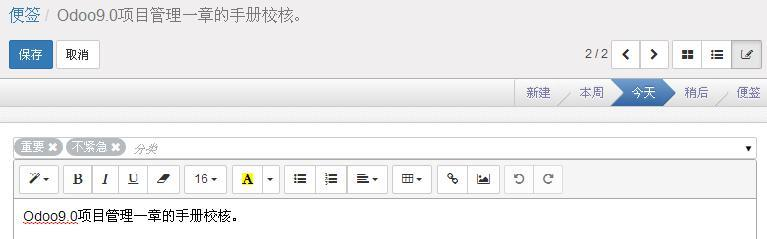 便签 / Odoo9.0项目管理一章的手册校核。
保存 取消 2 / 2
新建 本周 今天 稍后 便签
重要 不紧急 分类
B I U 16 A
Odoo9.0项目管理一章的手册校核。